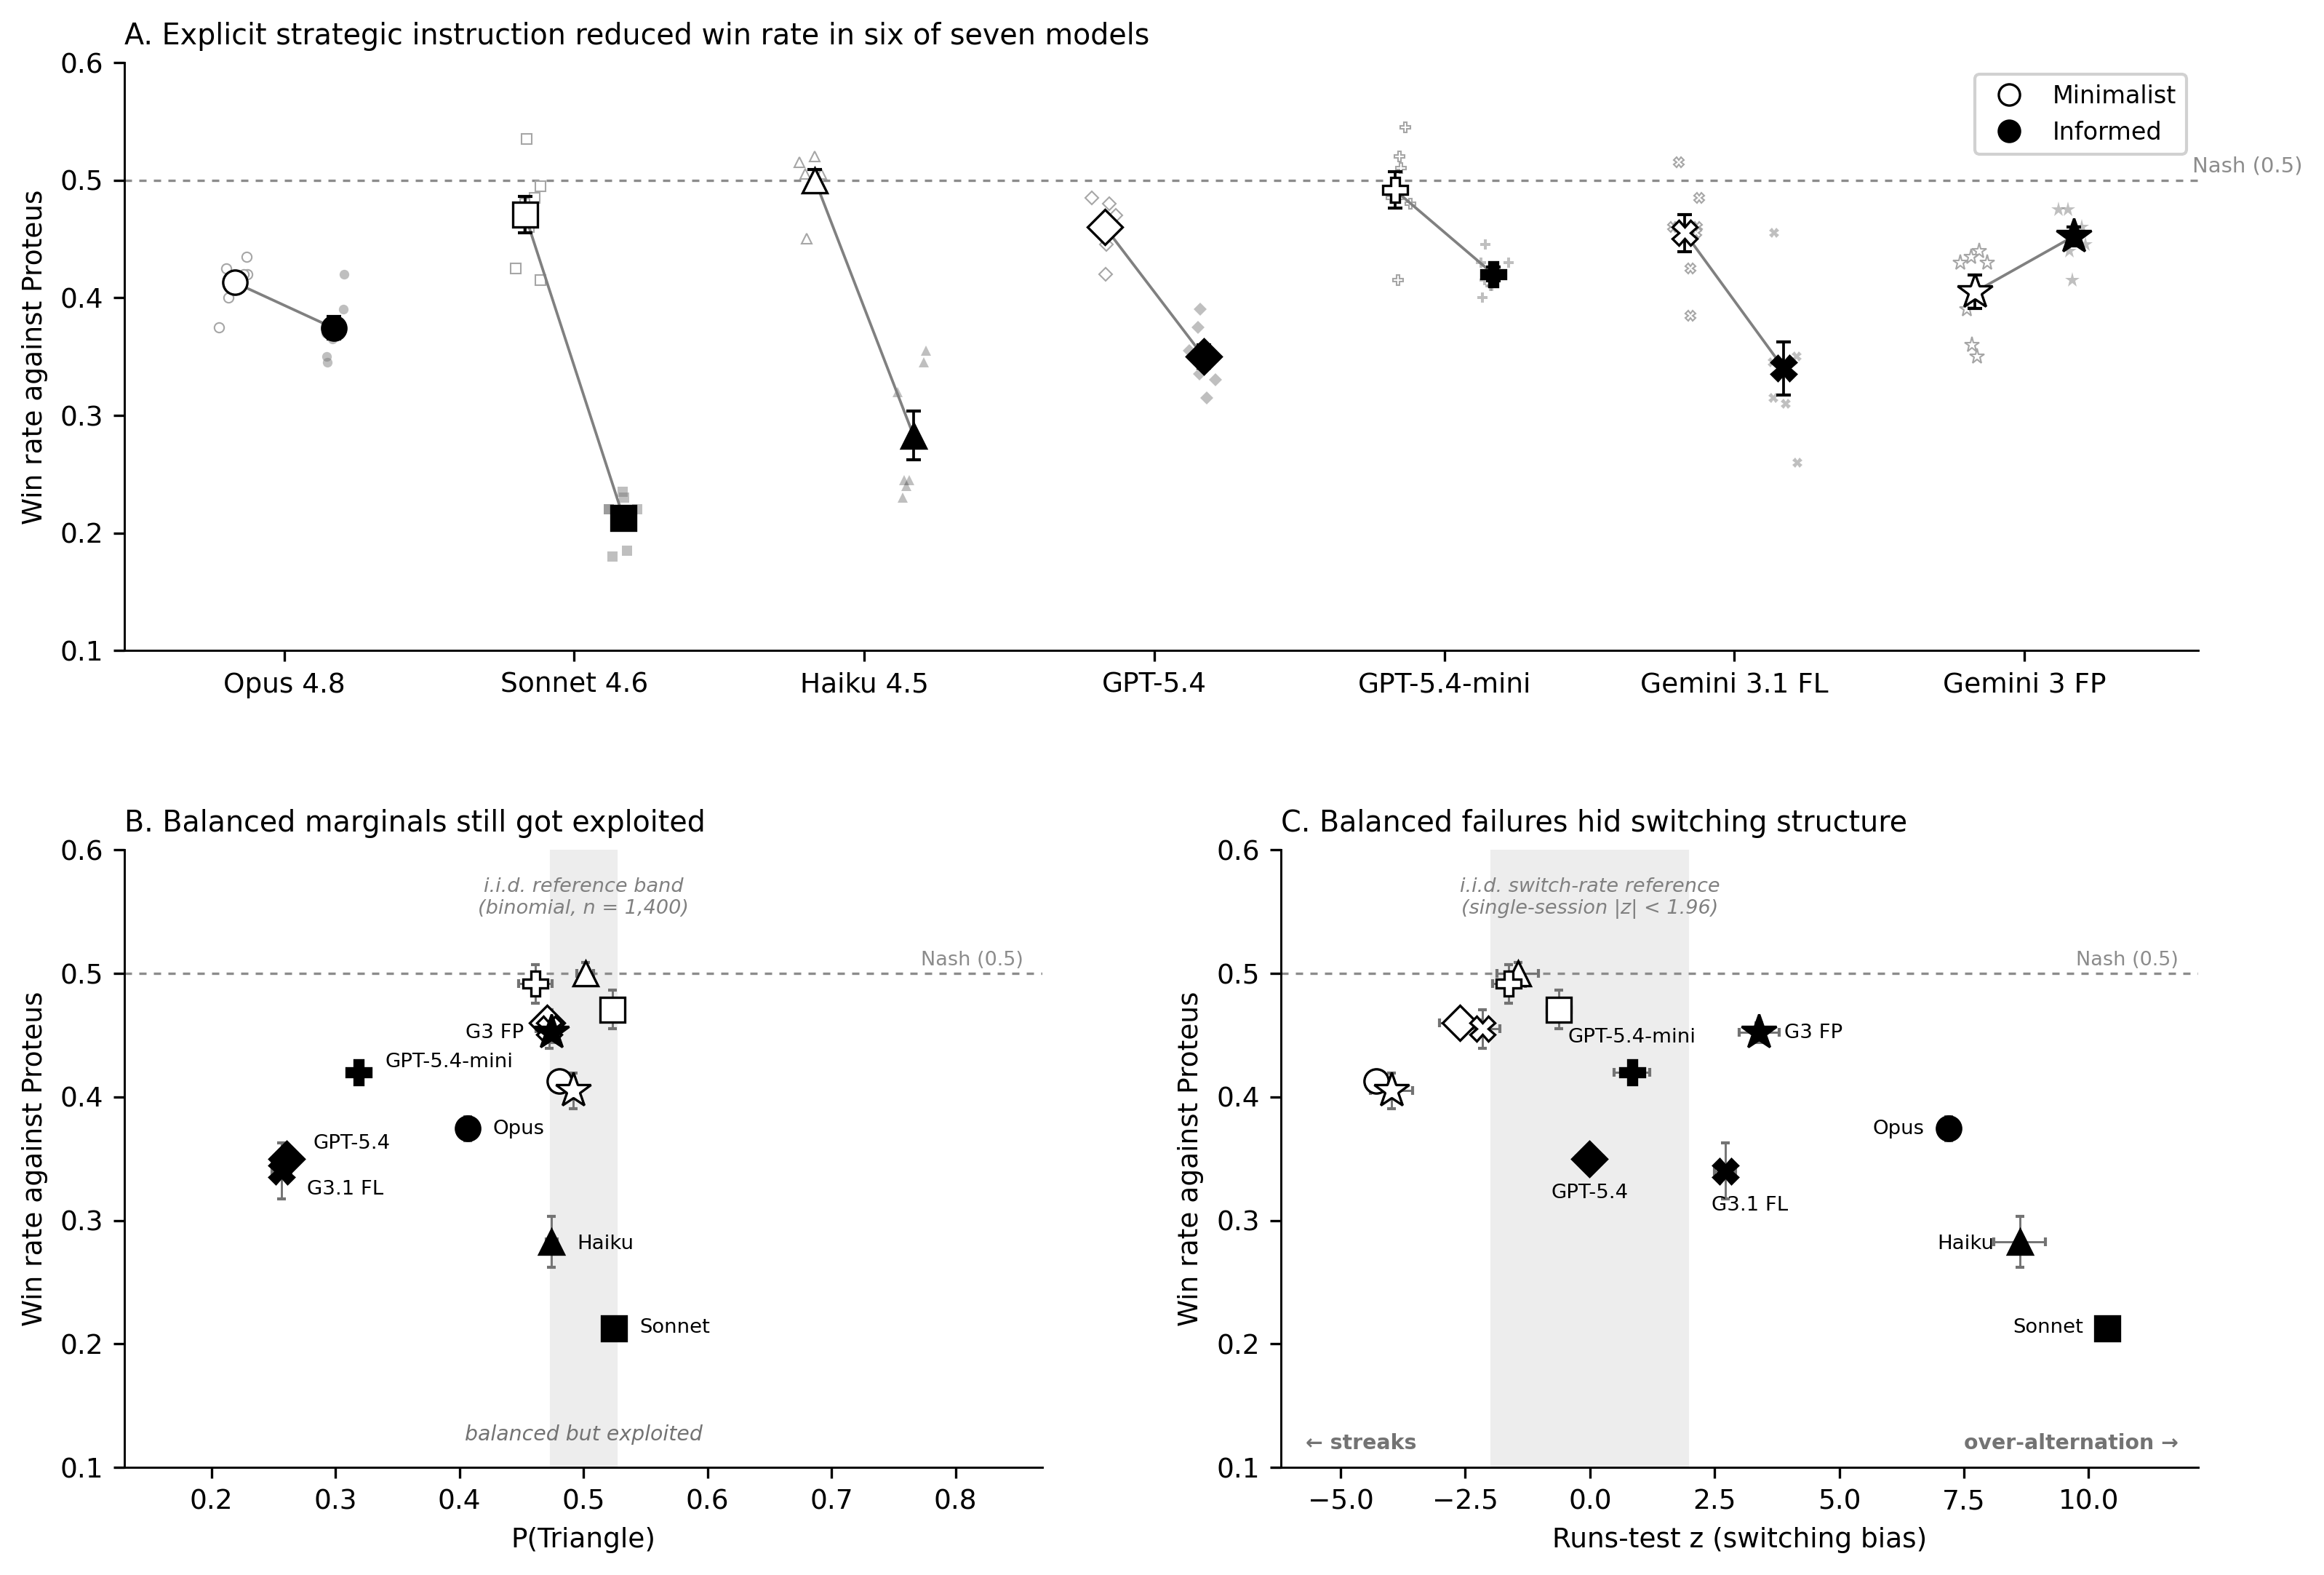 A. Explicit strategic instruction reduced win rate in six of seven models
0.6
0.5
0.4
0.3
0.2
0.1
Win rate against Proteus
Minimalist
Informed
Nash (0.5)
Opus 4.8
Sonnet 4.6
Haiku 4.5
GPT-5.4
GPT-5.4-mini
Gemini 3.1 FL
Gemini 3 FP
B. Balanced marginals still got exploited
0.6
0.5
0.4
0.3
0.2
0.1
Win rate against Proteus
i.i.d. reference band
(binomial, n = 1,400)
Nash (0.5)
G3 FP
GPT-5.4-mini
Opus
GPT-5.4
G3.1 FL
Haiku
Sonnet
balanced but exploited
0.2
0.3
0.4
0.5
0.6
0.7
0.8
P(Triangle)
C. Balanced failures hid switching structure
0.6
0.5
0.4
0.3
0.2
0.1
Win rate against Proteus
i.i.d. switch-rate reference
(single-session |z| < 1.96)
Nash (0.5)
GPT-5.4-mini
G3 FP
Opus
GPT-5.4
G3.1 FL
Haiku
Sonnet
← streaks
over-alternation →
−5.0
−2.5
0.0
2.5
5.0
7.5
10.0
Runs-test z (switching bias)